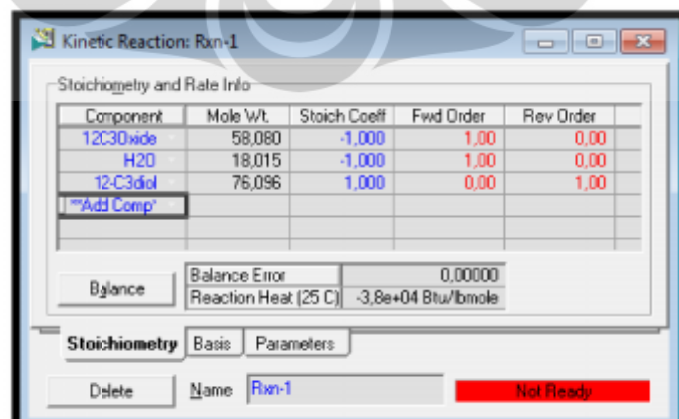 Kinetic Reaction: Rxn-1
Stoichiometry and Rate Info
Component Mole Wt. Stoich Coeff Fwd Order Rev Order
12C3Oxide 58,080 -1,000 1,00 0,00
H2O 18,015 -1,000 1,00 0,00
12-C3diol 76,096 1,000 0,00 1,00
**Add Comp*
Balance
Balance Error 0,00000
Reaction Heat (25 C) -3,8e+04 Btu/lbmole
Stoichiometry Basis Parameters
Delete Name Rxn-1 Not Ready